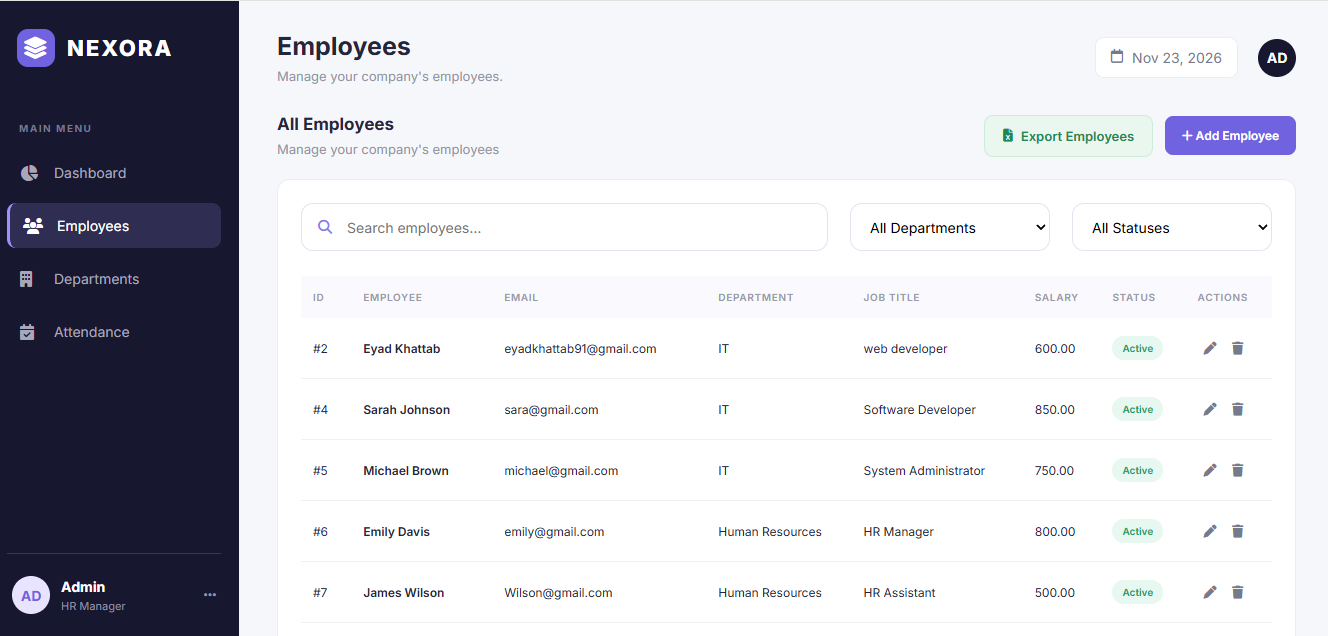 NEXORA
MAIN MENU
Dashboard
Employees
Departments
Attendance
AD
Admin
HR Manager
Employees
Manage your company's employees.
Nov 23, 2026
AD
All Employees
Manage your company's employees
Export Employees
+ Add Employee
Search employees...
All Departments
All Statuses
ID EMPLOYEE EMAIL DEPARTMENT JOB TITLE SALARY STATUS ACTIONS
#2 Eyad Khattab eyadkhattab91@gmail.com IT web developer 600.00 Active
#4 Sarah Johnson sara@gmail.com IT Software Developer 850.00 Active
#5 Michael Brown michael@gmail.com IT System Administrator 750.00 Active
#6 Emily Davis emily@gmail.com Human Resources HR Manager 800.00 Active
#7 James Wilson Wilson@gmail.com Human Resources HR Assistant 500.00 Active